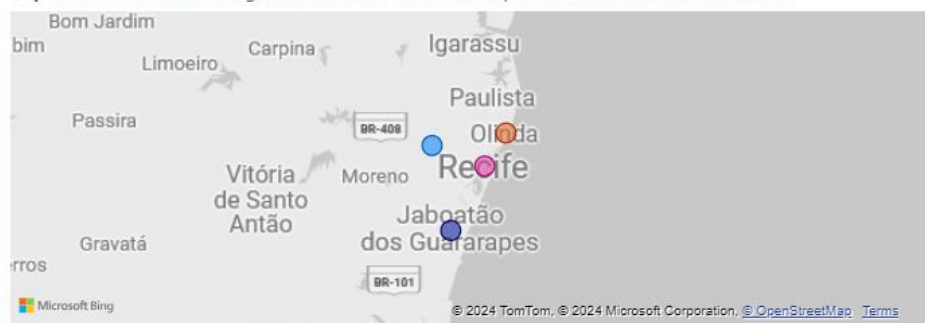 Bom Jardim
bim
Carpina
Igarassu
Limoeiro
Paulista
Passira
BR-408
Olinda
Recife
Vitória
de Santo
Antão
Moreno
Jaboatão
dos Guararapes
Gravatá
rros
BR-101
Microsoft Bing
© 2024 TomTom, © 2024 Microsoft Corporation, © OpenStreetMap Terms